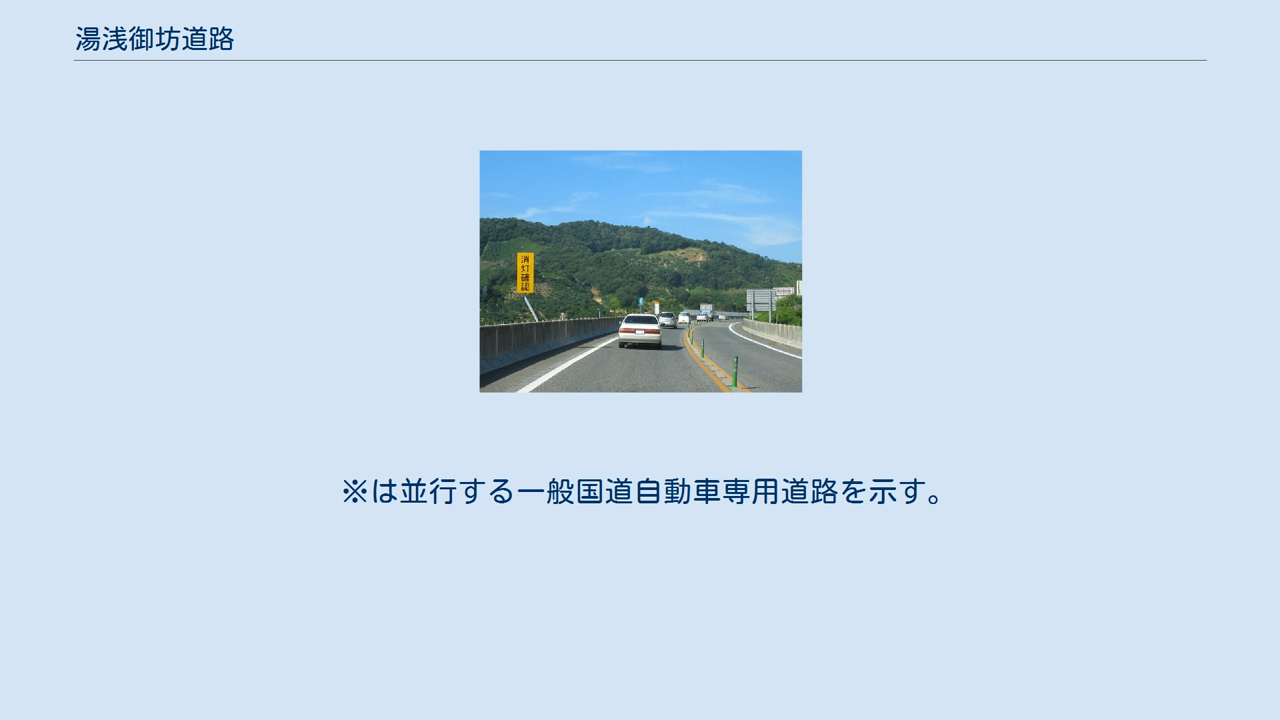 湯浅御坊道路
消灯確認
※は並行する一般国道自動車専用道路を示す。